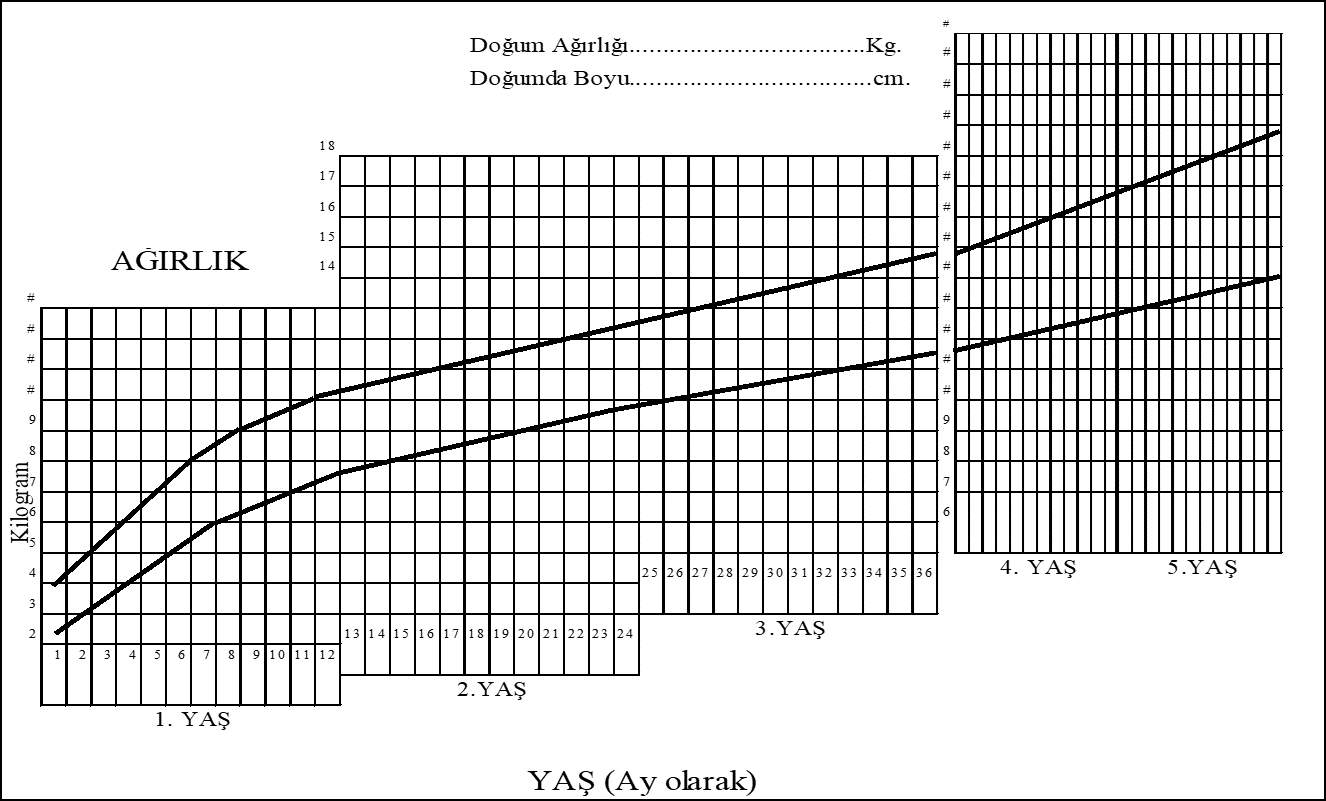 Doğum Ağırlığı...................................Kg.
Doğumda Boyu....................................cm.
AĞIRLIK
Kilogram
#
#
#
#
9
8
7
6
5
4
3
2
18
17
16
15
14
#
#
#
#
#
#
#
#
#
#
#
#
#
9
8
7
6
1 2 3 4 5 6 7 8 9 10 11 12
1. YAŞ
13 14 15 16 17 18 19 20 21 22 23 24
2.YAŞ
25 26 27 28 29 30 31 32 33 34 35 36
3.YAŞ
4. YAŞ
5.YAŞ
YAŞ (Ay olarak)